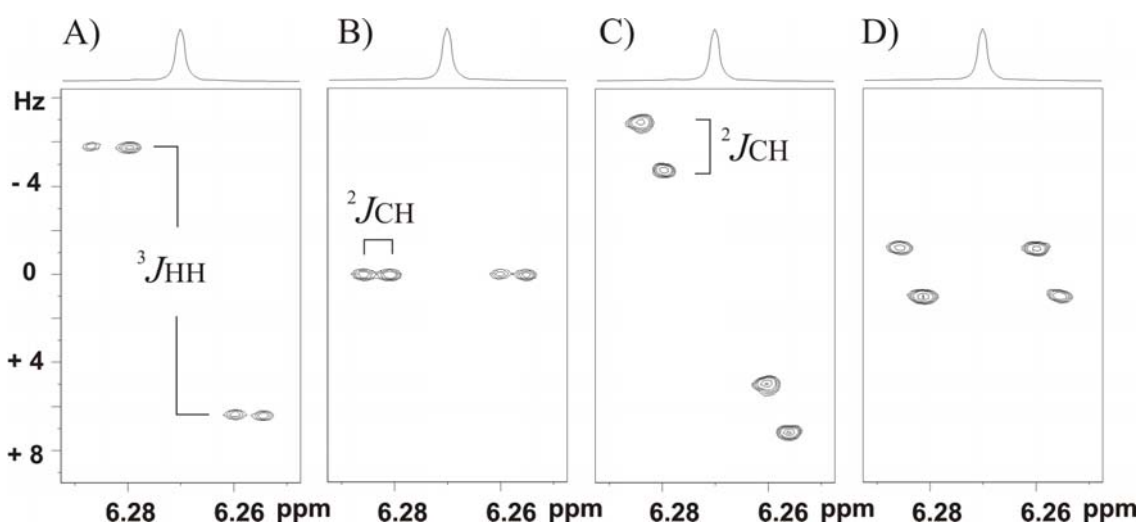 A) B) C) D)
Hz
- 4
0
+ 4
+ 8
³JHH
²JCH
²JCH
6.28 6.26 ppm 6.28 6.26 ppm 6.28 6.26 ppm 6.28 6.26 ppm